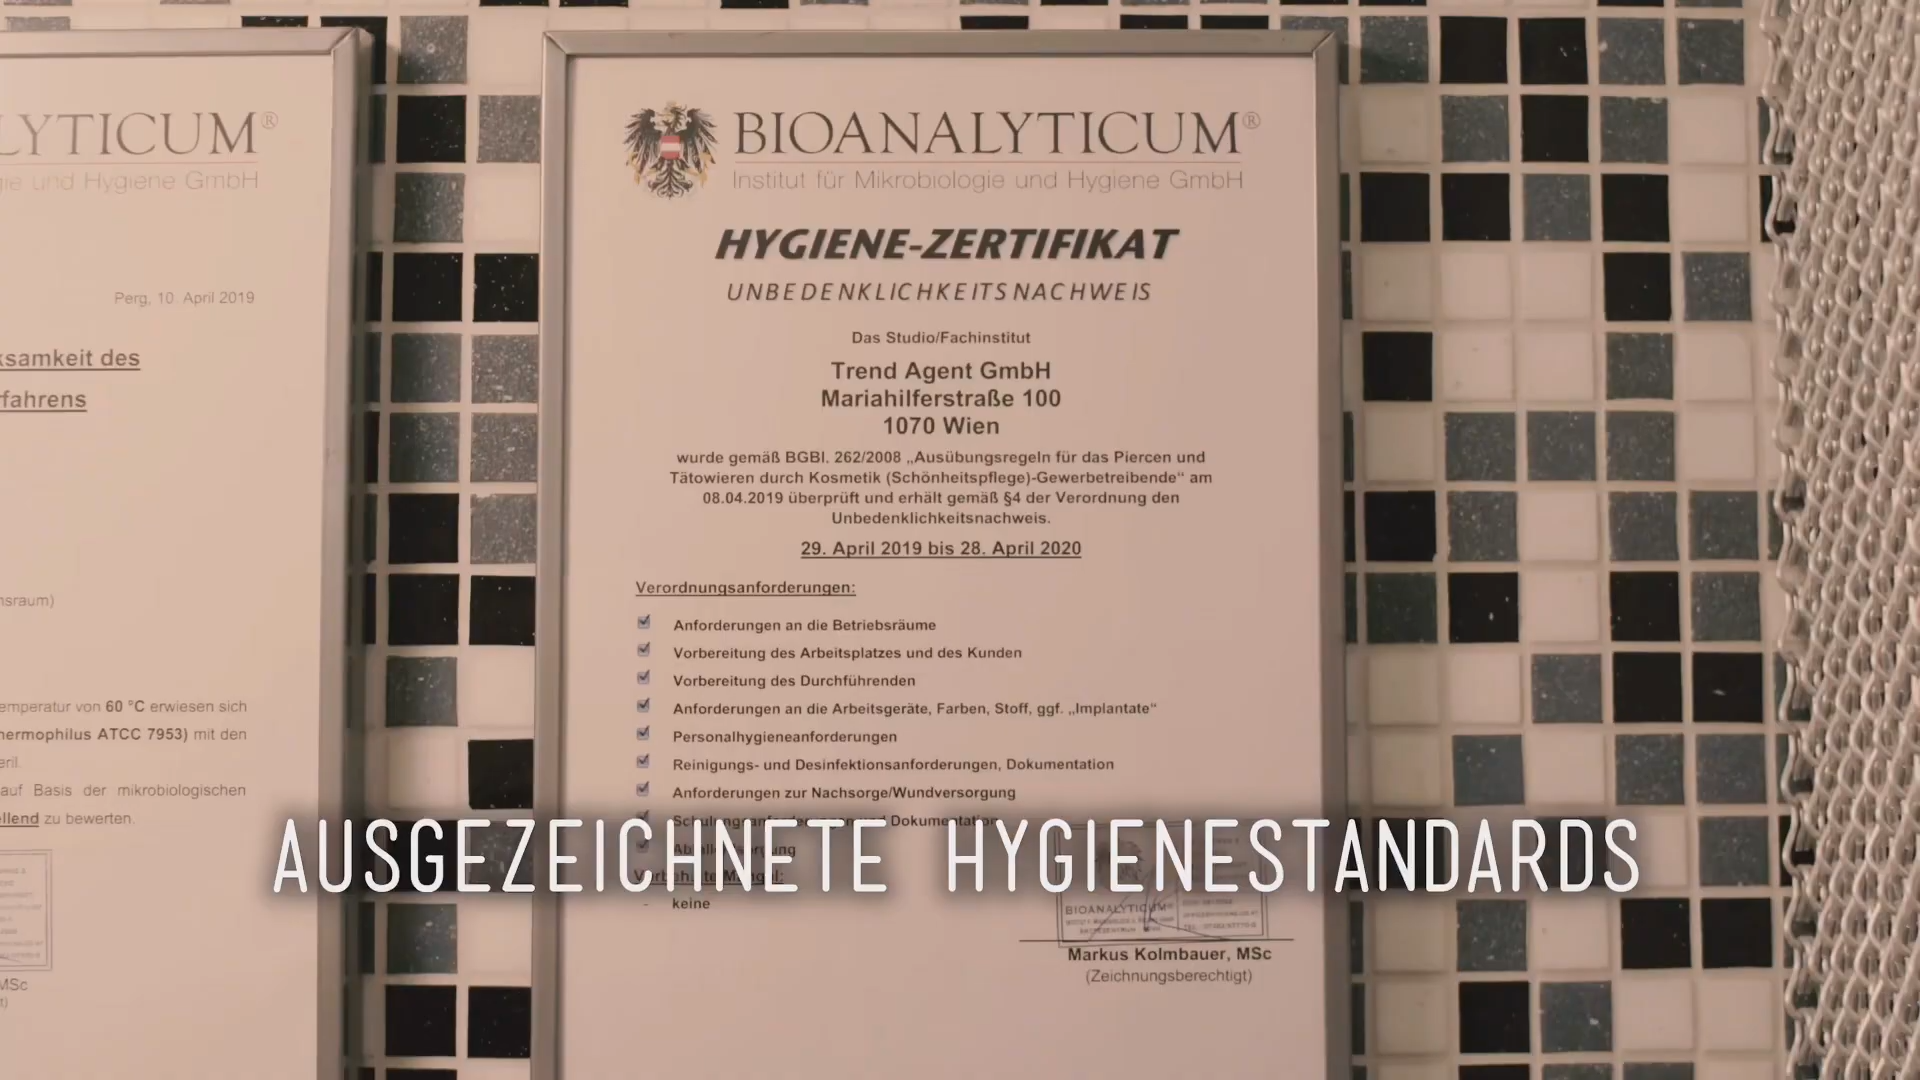 LYTICUM®
gie und Hygiene GmbH
Perg, 10. April 2019
ksamkeit des
fahrens
nsraum)
emperatur von 60 °C erwiesen sich
hermophilus ATCC 7953) mit den
eril.
auf Basis der mikrobiologischen
ellend zu bewerten.
MSc
BIOANALYTICUM®
Institut für Mikrobiologie und Hygiene GmbH
HYGIENE-ZERTIFIKAT
UNBEDENKLICHKEITSNACHWEIS
Das Studio/Fachinstitut
Trend Agent GmbH
Mariahilferstraße 100
1070 Wien
wurde gemäß BGBl. 262/2008 „Ausübungsregeln für das Piercen und
Tätowieren durch Kosmetik (Schönheitspflege)-Gewerbetreibende“ am
08.04.2019 überprüft und erhält gemäß §4 der Verordnung den
Unbedenklichkeitsnachweis.
29. April 2019 bis 28. April 2020
Verordnungsanforderungen:
Anforderungen an die Betriebsräume
Vorbereitung des Arbeitsplatzes und des Kunden
Vorbereitung des Durchführenden
Anforderungen an die Arbeitsgeräte, Farben, Stoff, ggf. „Implantate“
Personalhygieneanforderungen
Reinigungs- und Desinfektionsanforderungen, Dokumentation
Anforderungen zur Nachsorge/Wundversorgung
Schulungsanforderungen und Dokumentation
Abfallentsorgung
AUSGEZEICHNETE HYGIENESTANDARDS
- keine
BIOANALYTICUM®
Markus Kolmbauer, MSc
(Zeichnungsberechtigt)